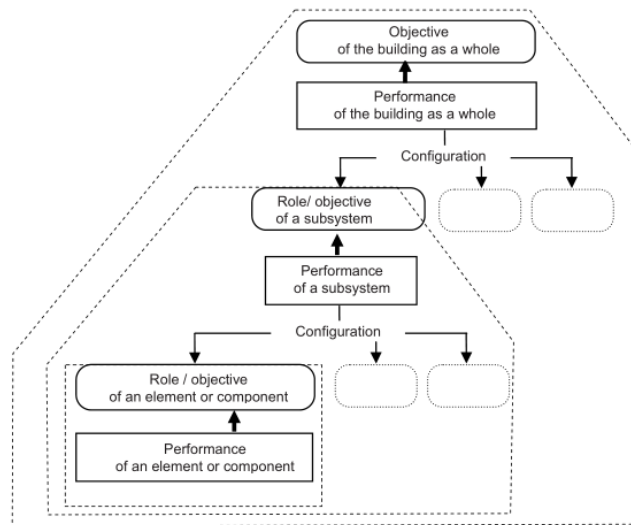 Objective
of the building as a whole
Performance
of the building as a whole
Configuration
Role/ objective
of a subsystem
Performance
of a subsystem
Configuration
Role / objective
of an element or component
Performance
of an element or component